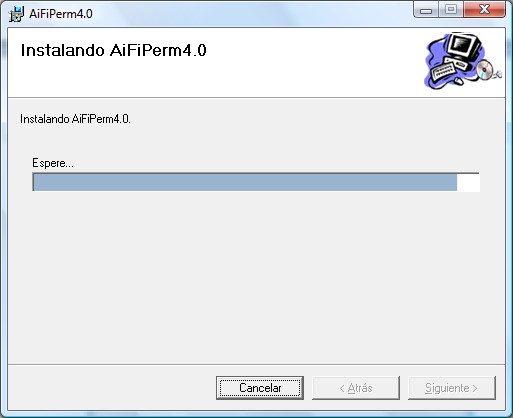 AiFiPerm4.0
Instalando AiFiPerm4.0
Instalando AiFiPerm4.0.
Espere...
Cancelar
< Atrás
Siguiente >